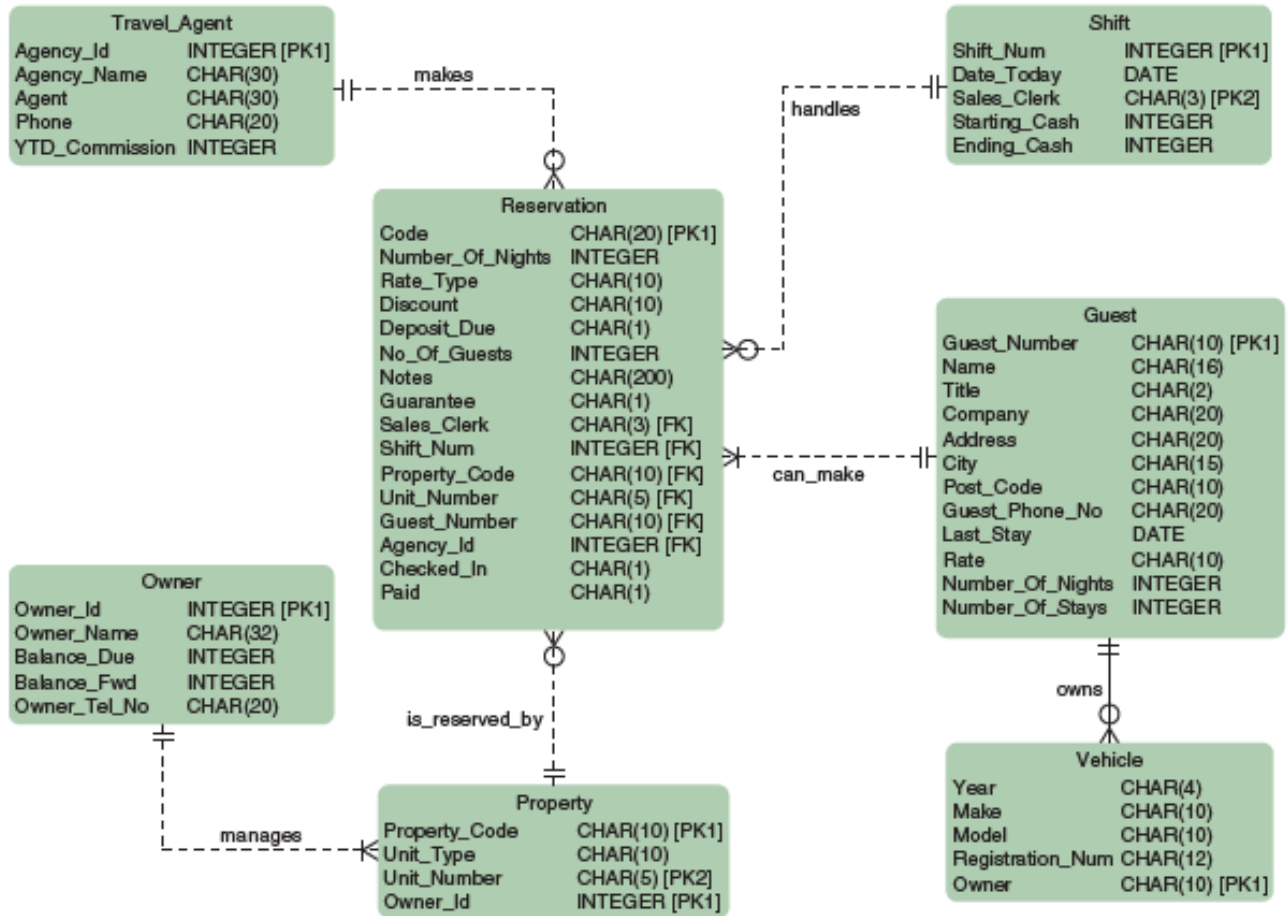 Travel_Agent
Agency_Id INTEGER [PK1]
Agency_Name CHAR(30)
Agent CHAR(30)
Phone CHAR(20)
YTD_Commission INTEGER
makes
Shift
Shift_Num INTEGER [PK1]
Date_Today DATE
Sales_Clerk CHAR(3) [PK2]
Starting_Cash INTEGER
Ending_Cash INTEGER
handles
Reservation
Code CHAR(20) [PK1]
Number_Of_Nights INTEGER
Rate_Type CHAR(10)
Discount CHAR(10)
Deposit_Due CHAR(1)
No_Of_Guests INTEGER
Notes CHAR(200)
Guarantee CHAR(1)
Sales_Clerk CHAR(3) [FK]
Shift_Num INTEGER [FK]
Property_Code CHAR(10) [FK]
Unit_Number CHAR(5) [FK]
Guest_Number CHAR(10) [FK]
Agency_Id INTEGER [FK]
Checked_In CHAR(1)
Paid CHAR(1)
can_make
Guest
Guest_Number CHAR(10) [PK1]
Name CHAR(16)
Title CHAR(2)
Company CHAR(20)
Address CHAR(20)
City CHAR(15)
Post_Code CHAR(10)
Guest_Phone_No CHAR(20)
Last_Stay DATE
Rate CHAR(10)
Number_Of_Nights INTEGER
Number_Of_Stays INTEGER
owns
Owner
Owner_Id INTEGER [PK1]
Owner_Name CHAR(32)
Balance_Due INTEGER
Balance_Fwd INTEGER
Owner_Tel_No CHAR(20)
manages
is_reserved_by
Property
Property_Code CHAR(10) [PK1]
Unit_Type CHAR(10)
Unit_Number CHAR(5) [PK2]
Owner_Id INTEGER [PK1]
Vehicle
Year CHAR(4)
Make CHAR(10)
Model CHAR(10)
Registration_Num CHAR(12)
Owner CHAR(10) [PK1]